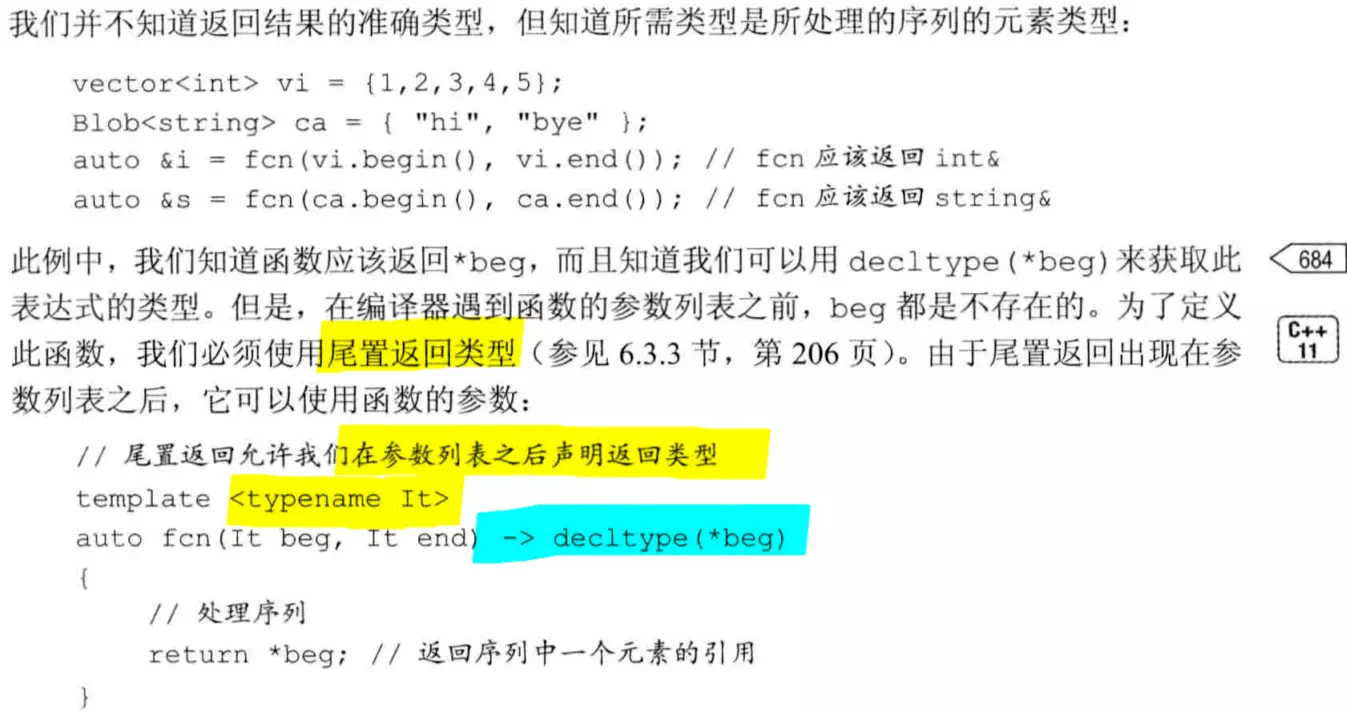 我们并不知道返回结果的准确类型，但知道所需类型是所处理的序列的元素类型：
vector<int> vi = {1,2,3,4,5};
Blob<string> ca = { "hi", "bye" };
auto &i = fcn(vi.begin(), vi.end()); // fcn 应该返回 int&
auto &s = fcn(ca.begin(), ca.end()); // fcn 应该返回 string&
此例中，我们知道函数应该返回*beg，而且知道我们可以用 decltype(*beg)来获取此
684
表达式的类型。但是，在编译器遇到函数的参数列表之前，beg 都是不存在的。为了定义
C++
11
此函数，我们必须使用尾置返回类型（参见 6.3.3 节，第 206 页）。由于尾置返回出现在参
数列表之后，它可以使用函数的参数：
// 尾置返回允许我们在参数列表之后声明返回类型
template <typename It>
auto fcn(It beg, It end) -> decltype(*beg)
{
// 处理序列
return *beg; // 返回序列中一个元素的引用
}